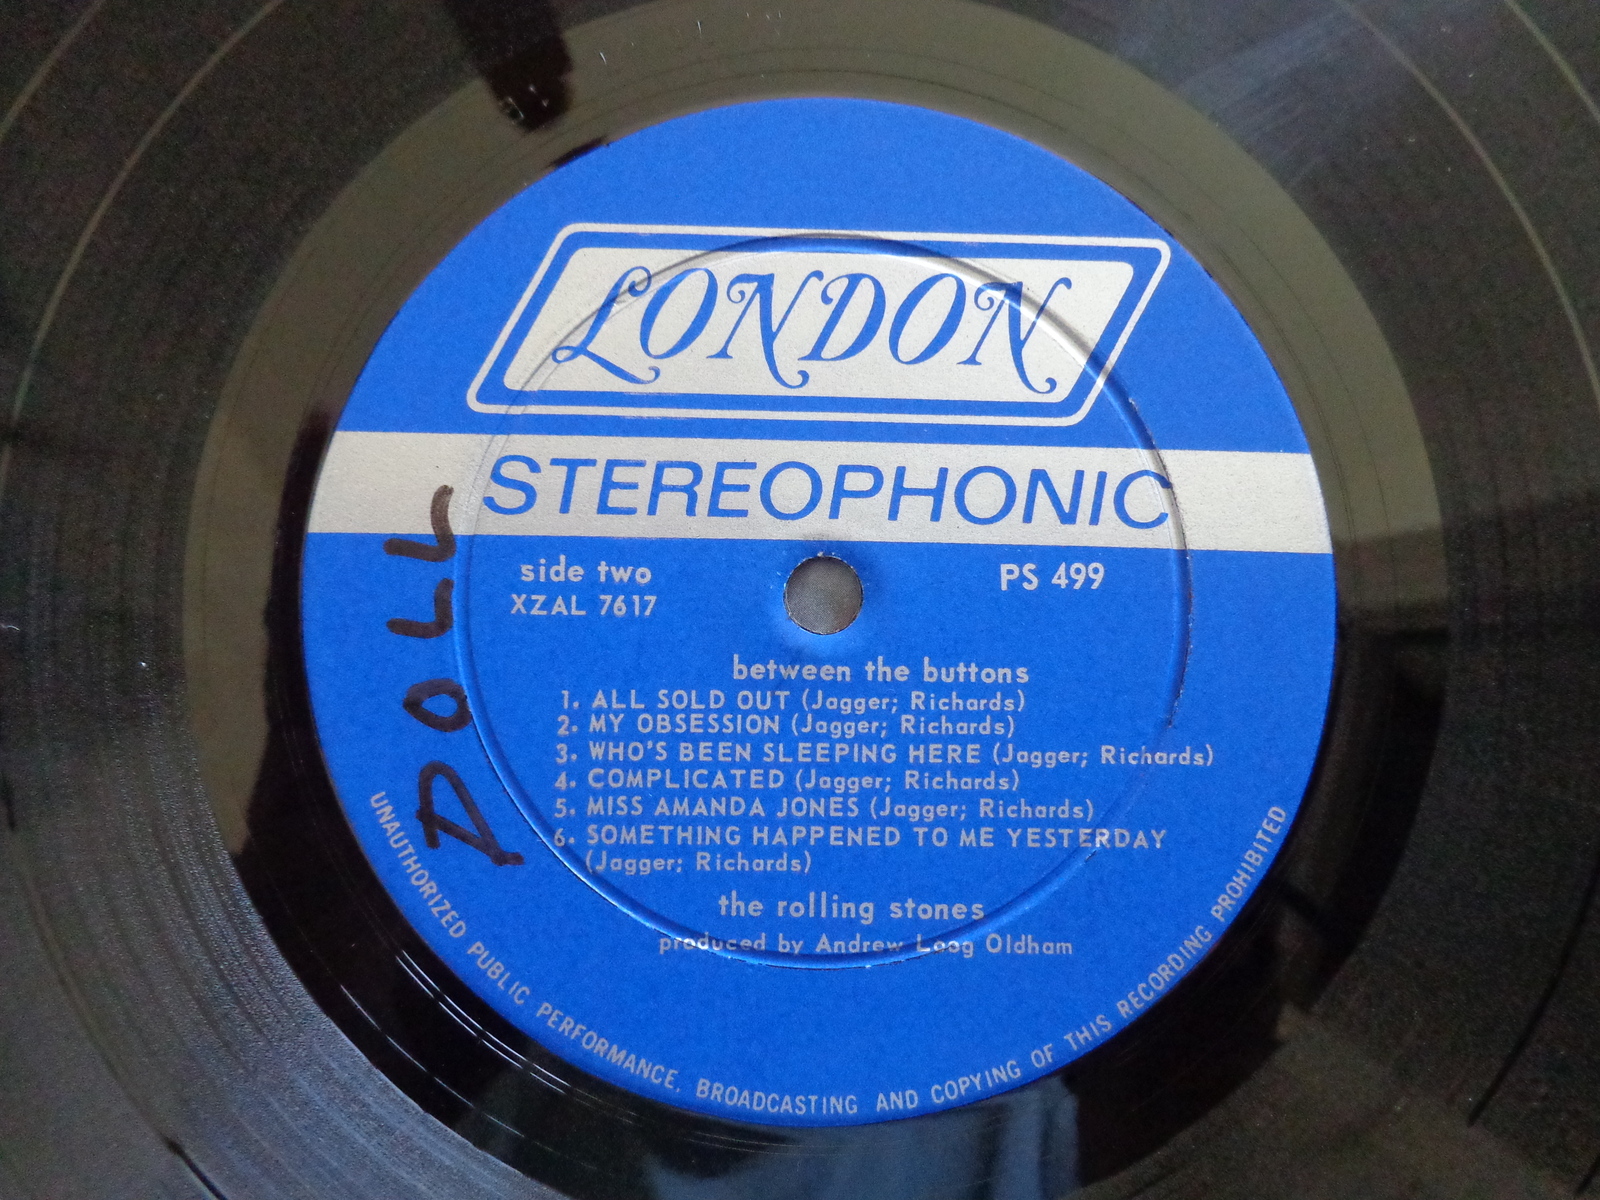 LONDON
STEREOPHONIC
side two
XZAL 7617
PS 499
between the buttons
1. ALL SOLD OUT (Jagger; Richards)
2. MY OBSESSION (Jagger; Richards)
3. WHO'S BEEN SLEEPING HERE (Jagger; Richards)
4. COMPLICATED (Jagger; Richards)
5. MISS AMANDA JONES (Jagger; Richards)
6. SOMETHING HAPPENED TO ME YESTERDAY
(Jagger; Richards)
the rolling stones
produced by Andrew Loog Oldham
UNAUTHORIZED PUBLIC PERFORMANCE, BROADCASTING AND COPYING OF THIS RECORDING PROHIBITED
DOLL